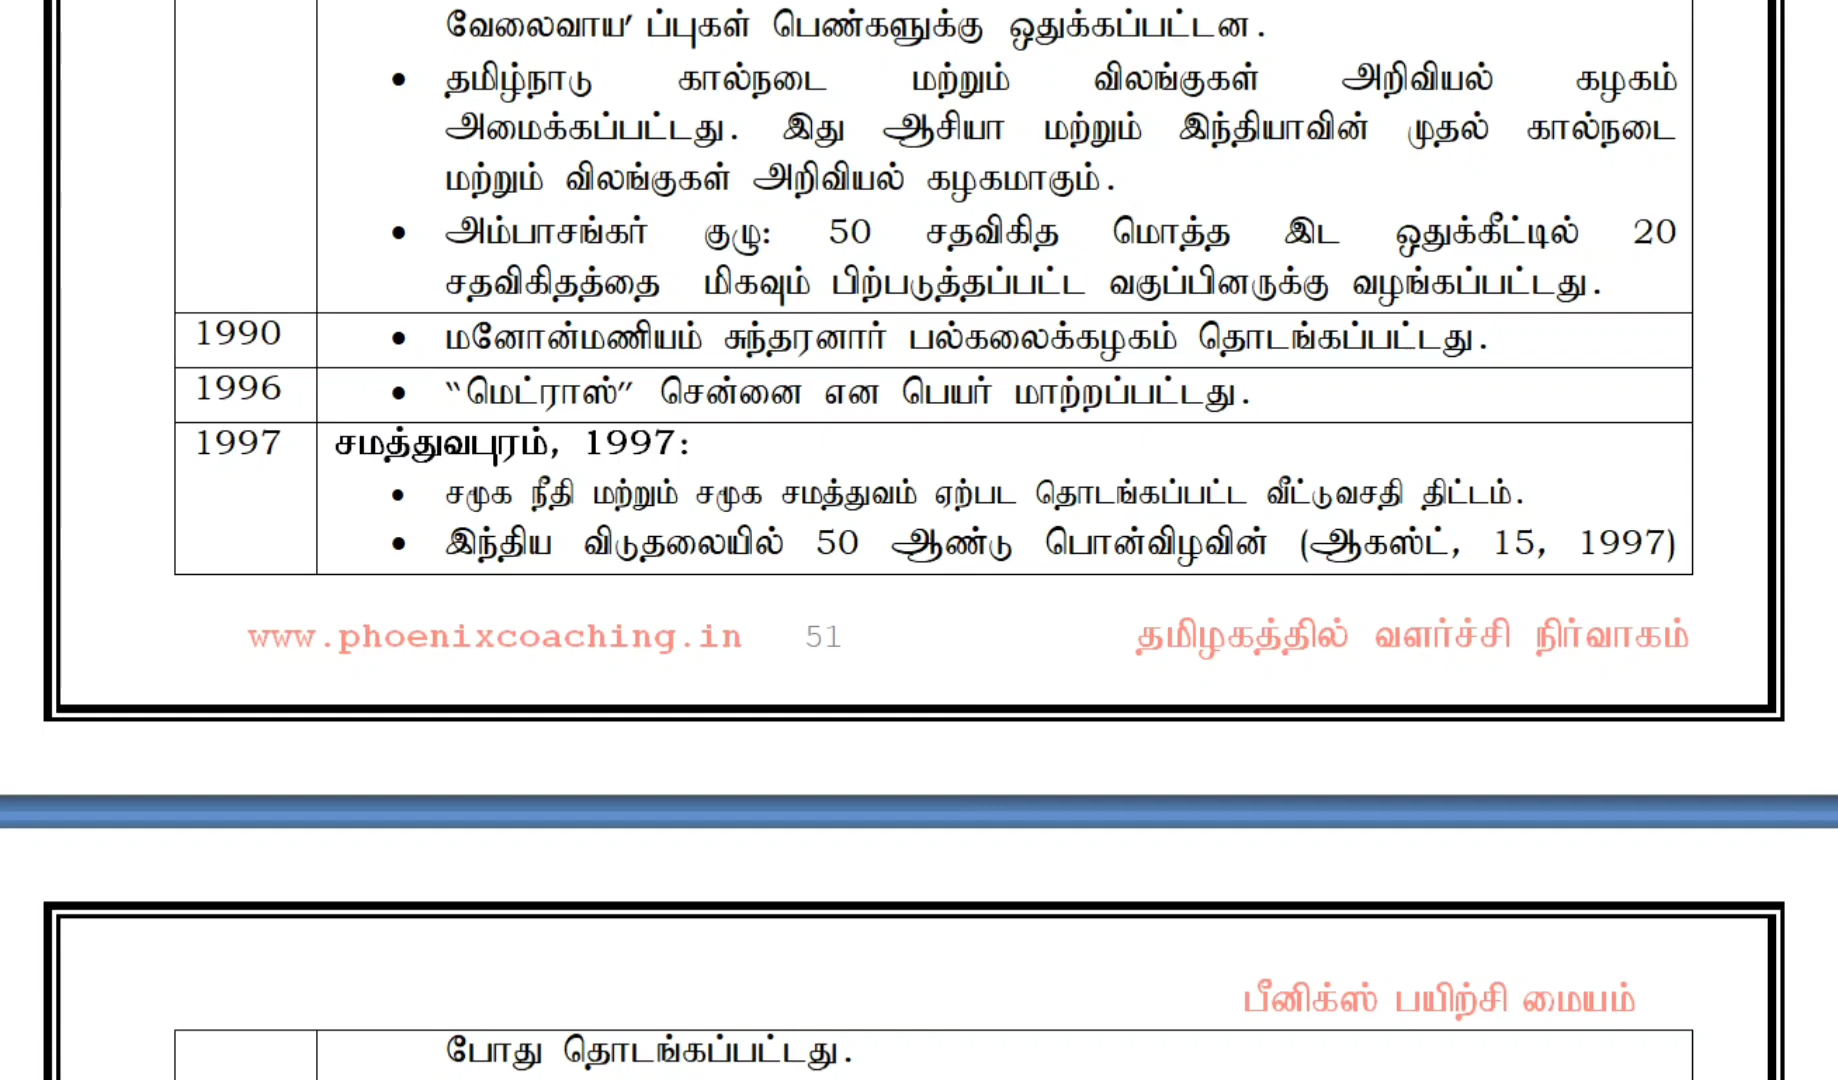 வேலைவாய' ப்புகள் பெண்களுக்கு ஒதுக்கப்பட்டன.
• தமிழ்நாடு கால்நடை மற்றும் விலங்குகள் அறிவியல் கழகம்
அமைக்கப்பட்டது. இது ஆசியா மற்றும் இந்தியாவின் முதல் கால்நடை
மற்றும் விலங்குகள் அறிவியல் கழகமாகும்.
• அம்பாசங்கர் குழு: 50 சதவிகித மொத்த இட ஒதுக்கீட்டில் 20
சதவிகிதத்தை மிகவும் பிற்படுத்தப்பட்ட வகுப்பினருக்கு வழங்கப்பட்டது.
1990 • மனோன்மணியம் சுந்தரனார் பல்கலைக்கழகம் தொடங்கப்பட்டது.
1996 • “மெட்ராஸ்” சென்னை என பெயர் மாற்றப்பட்டது.
1997 சமத்துவபுரம், 1997:
• சமூக நீதி மற்றும் சமூக சமத்துவம் ஏற்பட தொடங்கப்பட்ட வீட்டுவசதி திட்டம்.
• இந்திய விடுதலையில் 50 ஆண்டு பொன்விழவின் (ஆகஸ்ட், 15, 1997)
www.phoenixcoaching.in 51 தமிழகத்தில் வளர்ச்சி நிர்வாகம்
பீனிக்ஸ் பயிற்சி மையம்
போது தொடங்கப்பட்டது.